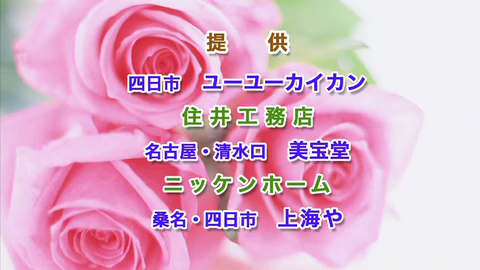 提 供
四日市 ユーユーカイカン
住井工務店
名古屋・清水口 美宝堂
ニッケンホーム
桑名・四日市 上海や